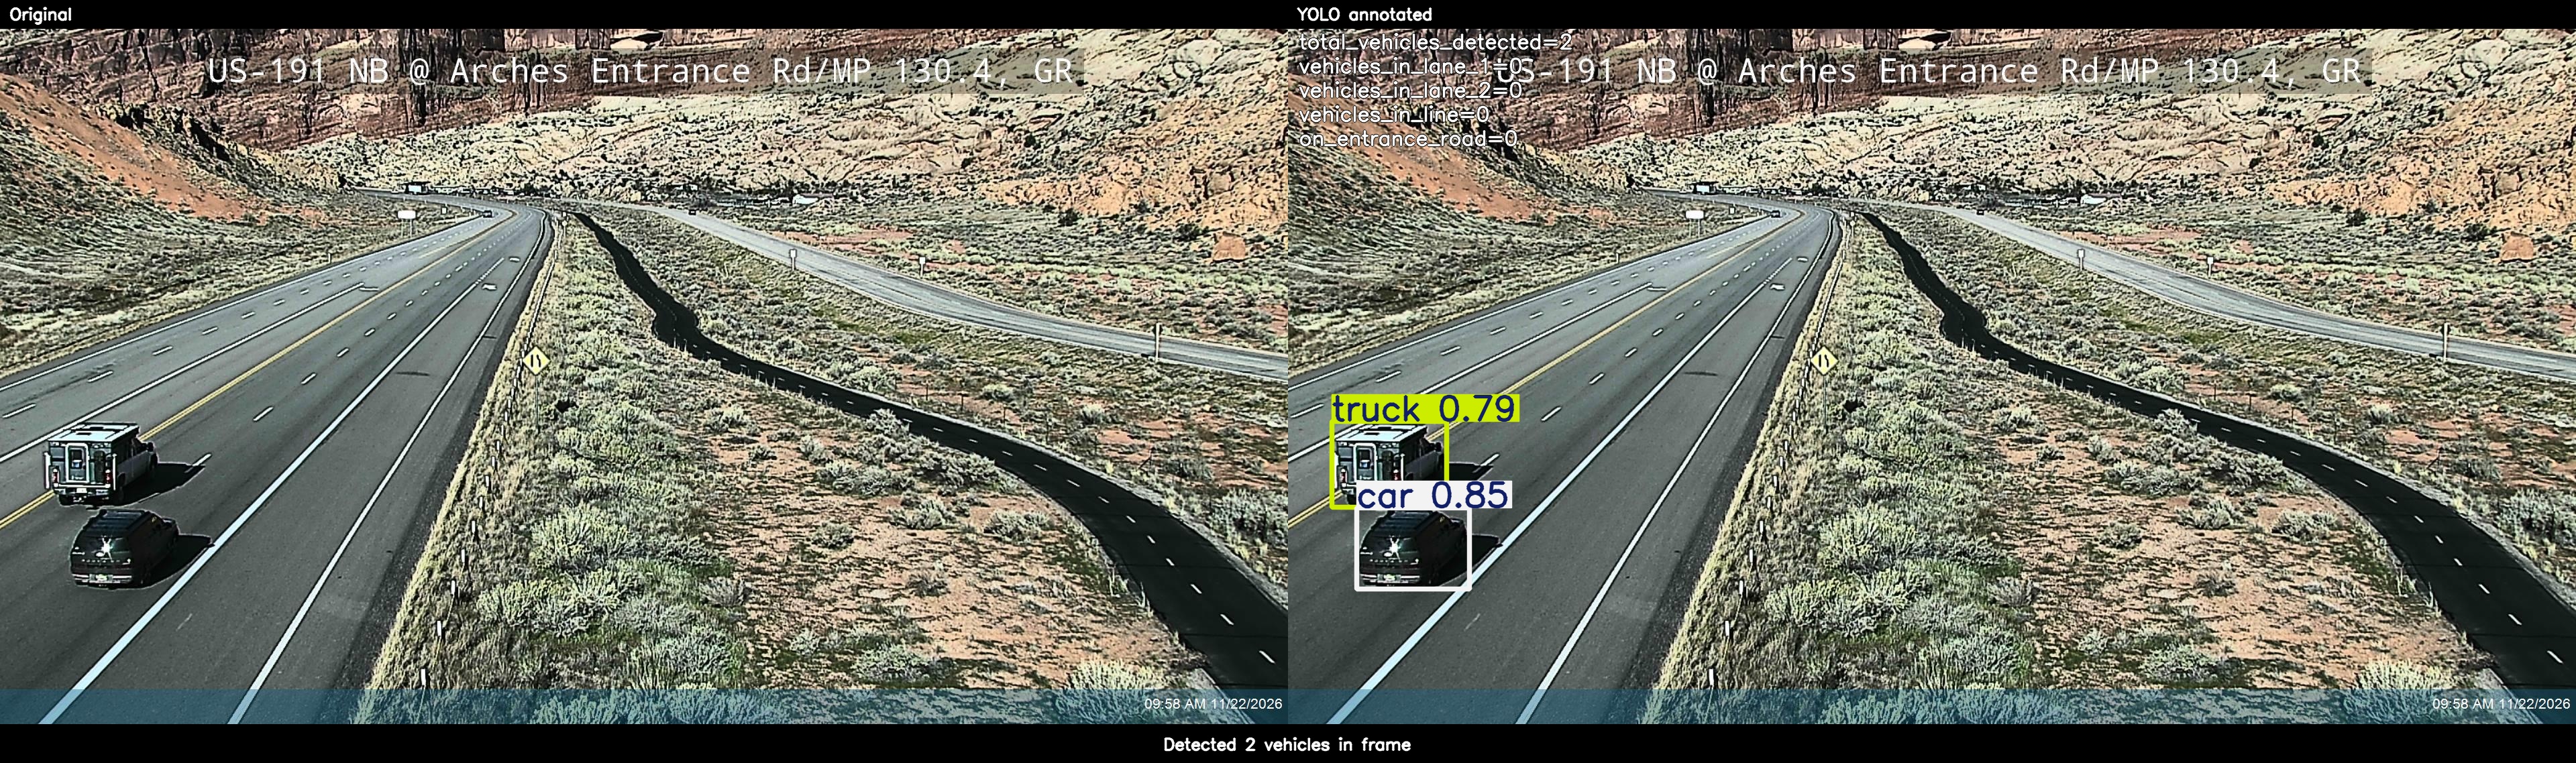 Original
YOLO annotated
US-191 NB @ Arches Entrance Rd/MP 130.4, GR
total_vehicles_detected=2
vehicles_in_lane_1=0
US-191 NB @ Arches Entrance Rd/MP 130.4, GR
vehicles_in_lane_2=0
vehicles_in_line=0
on_entrance_road=0
truck 0.79
car 0.85
09:58 AM 11/22/2026
09:58 AM 11/22/2026
Detected 2 vehicles in frame